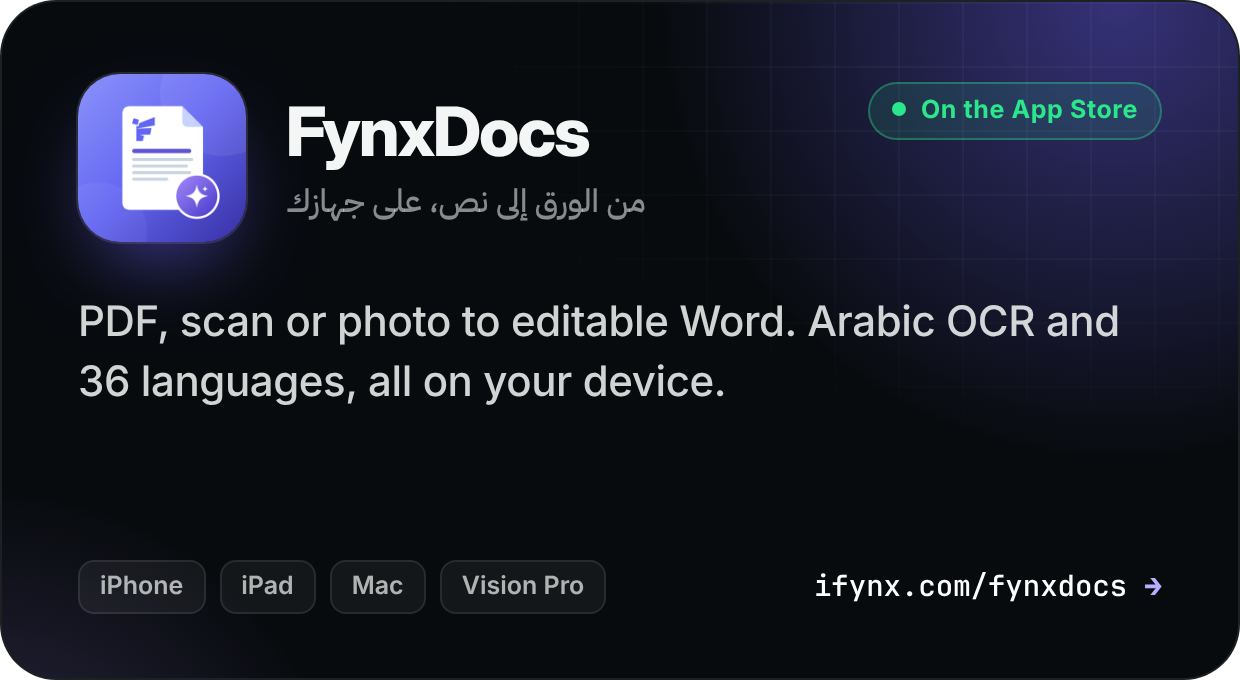 FynxDocs
On the App Store
من الورق إلى نص، على جهازك
PDF, scan or photo to editable Word. Arabic OCR and
36 languages, all on your device.
iPhone
iPad
Mac
Vision Pro
ifynx.com/fynxdocs →